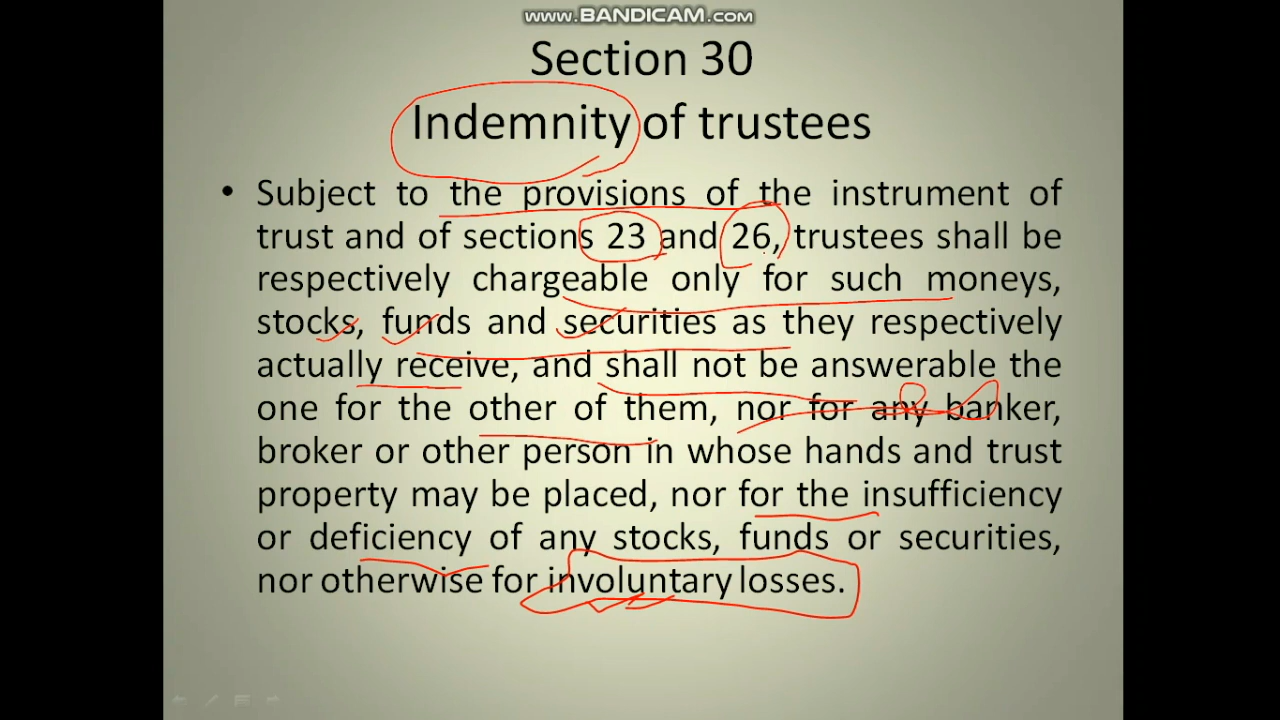 www.BANDICAM.com
Section 30
Indemnity of trustees
• Subject to the provisions of the instrument of
trust and of sections 23 and 26, trustees shall be
respectively chargeable only for such moneys,
stocks, funds and securities as they respectively
actually receive, and shall not be answerable the
one for the other of them, nor for any banker,
broker or other person in whose hands and trust
property may be placed, nor for the insufficiency
or deficiency of any stocks, funds or securities,
nor otherwise for involuntary losses.